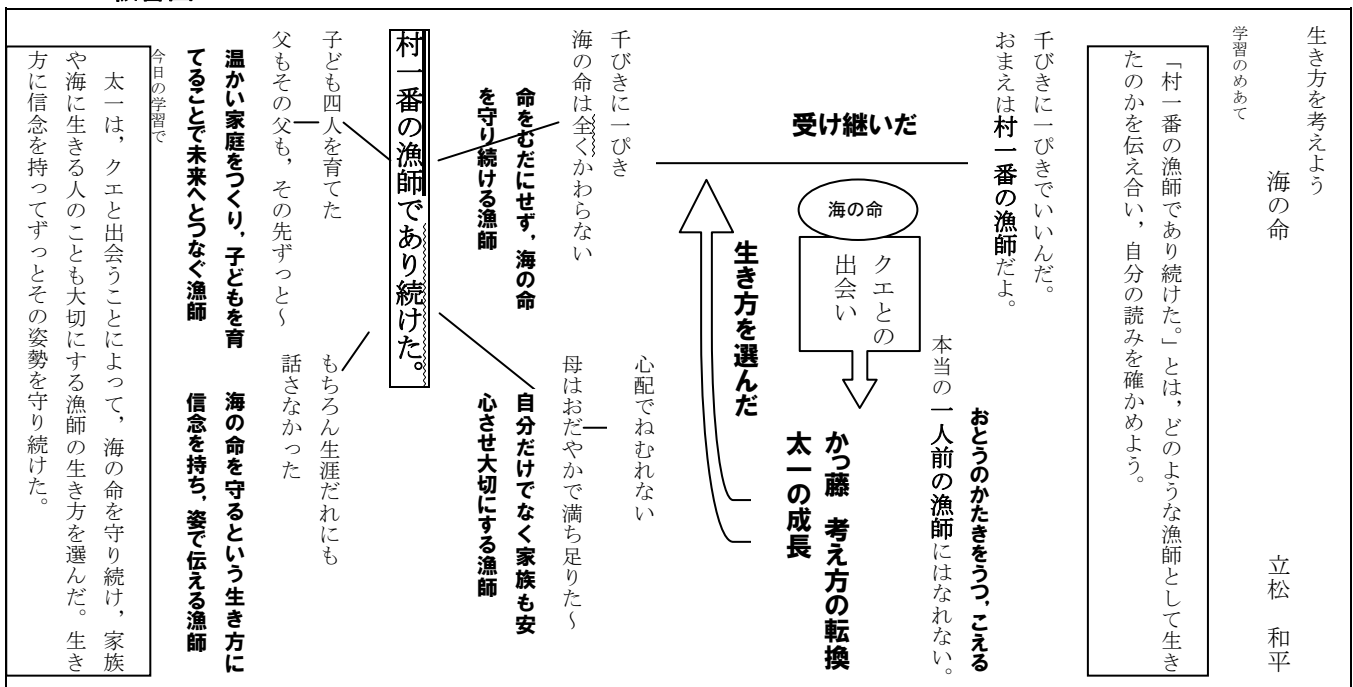 生き方を考えよう
海の命
立松 和平
学習のめあて
「村一番の漁師であり続けた。」とは，どのような漁師として生き
たのかを伝え合い，自分の読みを確かめよう。
千びきに一ぴきでいいんだ。
おまえは村一番の漁師だよ。
おとうのかたきをうつ，こえる
本当の一人前の漁師にはなれない。
受け継いだ
海の命
クエとの
出会い
かっ藤 考え方の転換
太一の成長
生き方を選んだ
千びきに一ぴき
海の命は全くかわらない
命をむだにせず，海の命
を守り続ける漁師
心配でねむれない
母はおだやかで満ち足りた～
自分だけでなく家族も安
心させ大切にする漁師
村一番の漁師であり続けた。
子ども四人を育てた
父もその父も，その先ずっと～
温かい家庭をつくり，子どもを育
てることで未来へとつなぐ漁師
もちろん生涯だれにも
話さなかった
海の命を守るという生き方に
信念を持ち，姿で伝える漁師
今日の学習で
太一は，クエと出会うことによって，海の命を守り続け，家族
や海に生きる人のことも大切にする漁師の生き方を選んだ。生き
方に信念を持ってずっとその姿勢を守り続けた。